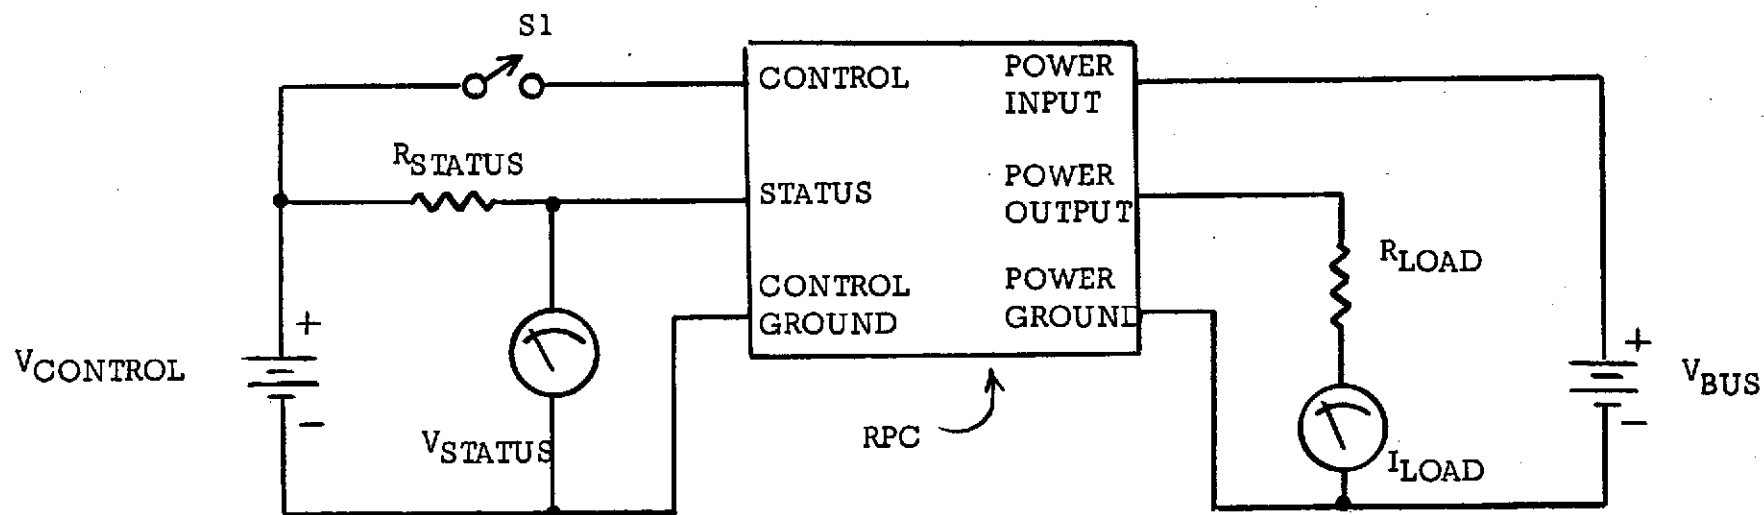 S1
CONTROL
POWER
INPUT
RSTATUS
STATUS
POWER
OUTPUT
RLOAD
CONTROL
GROUND
POWER
GROUND
+
VCONTROL
-
+
VBUS
-
VSTATUS
RPC
ILOAD